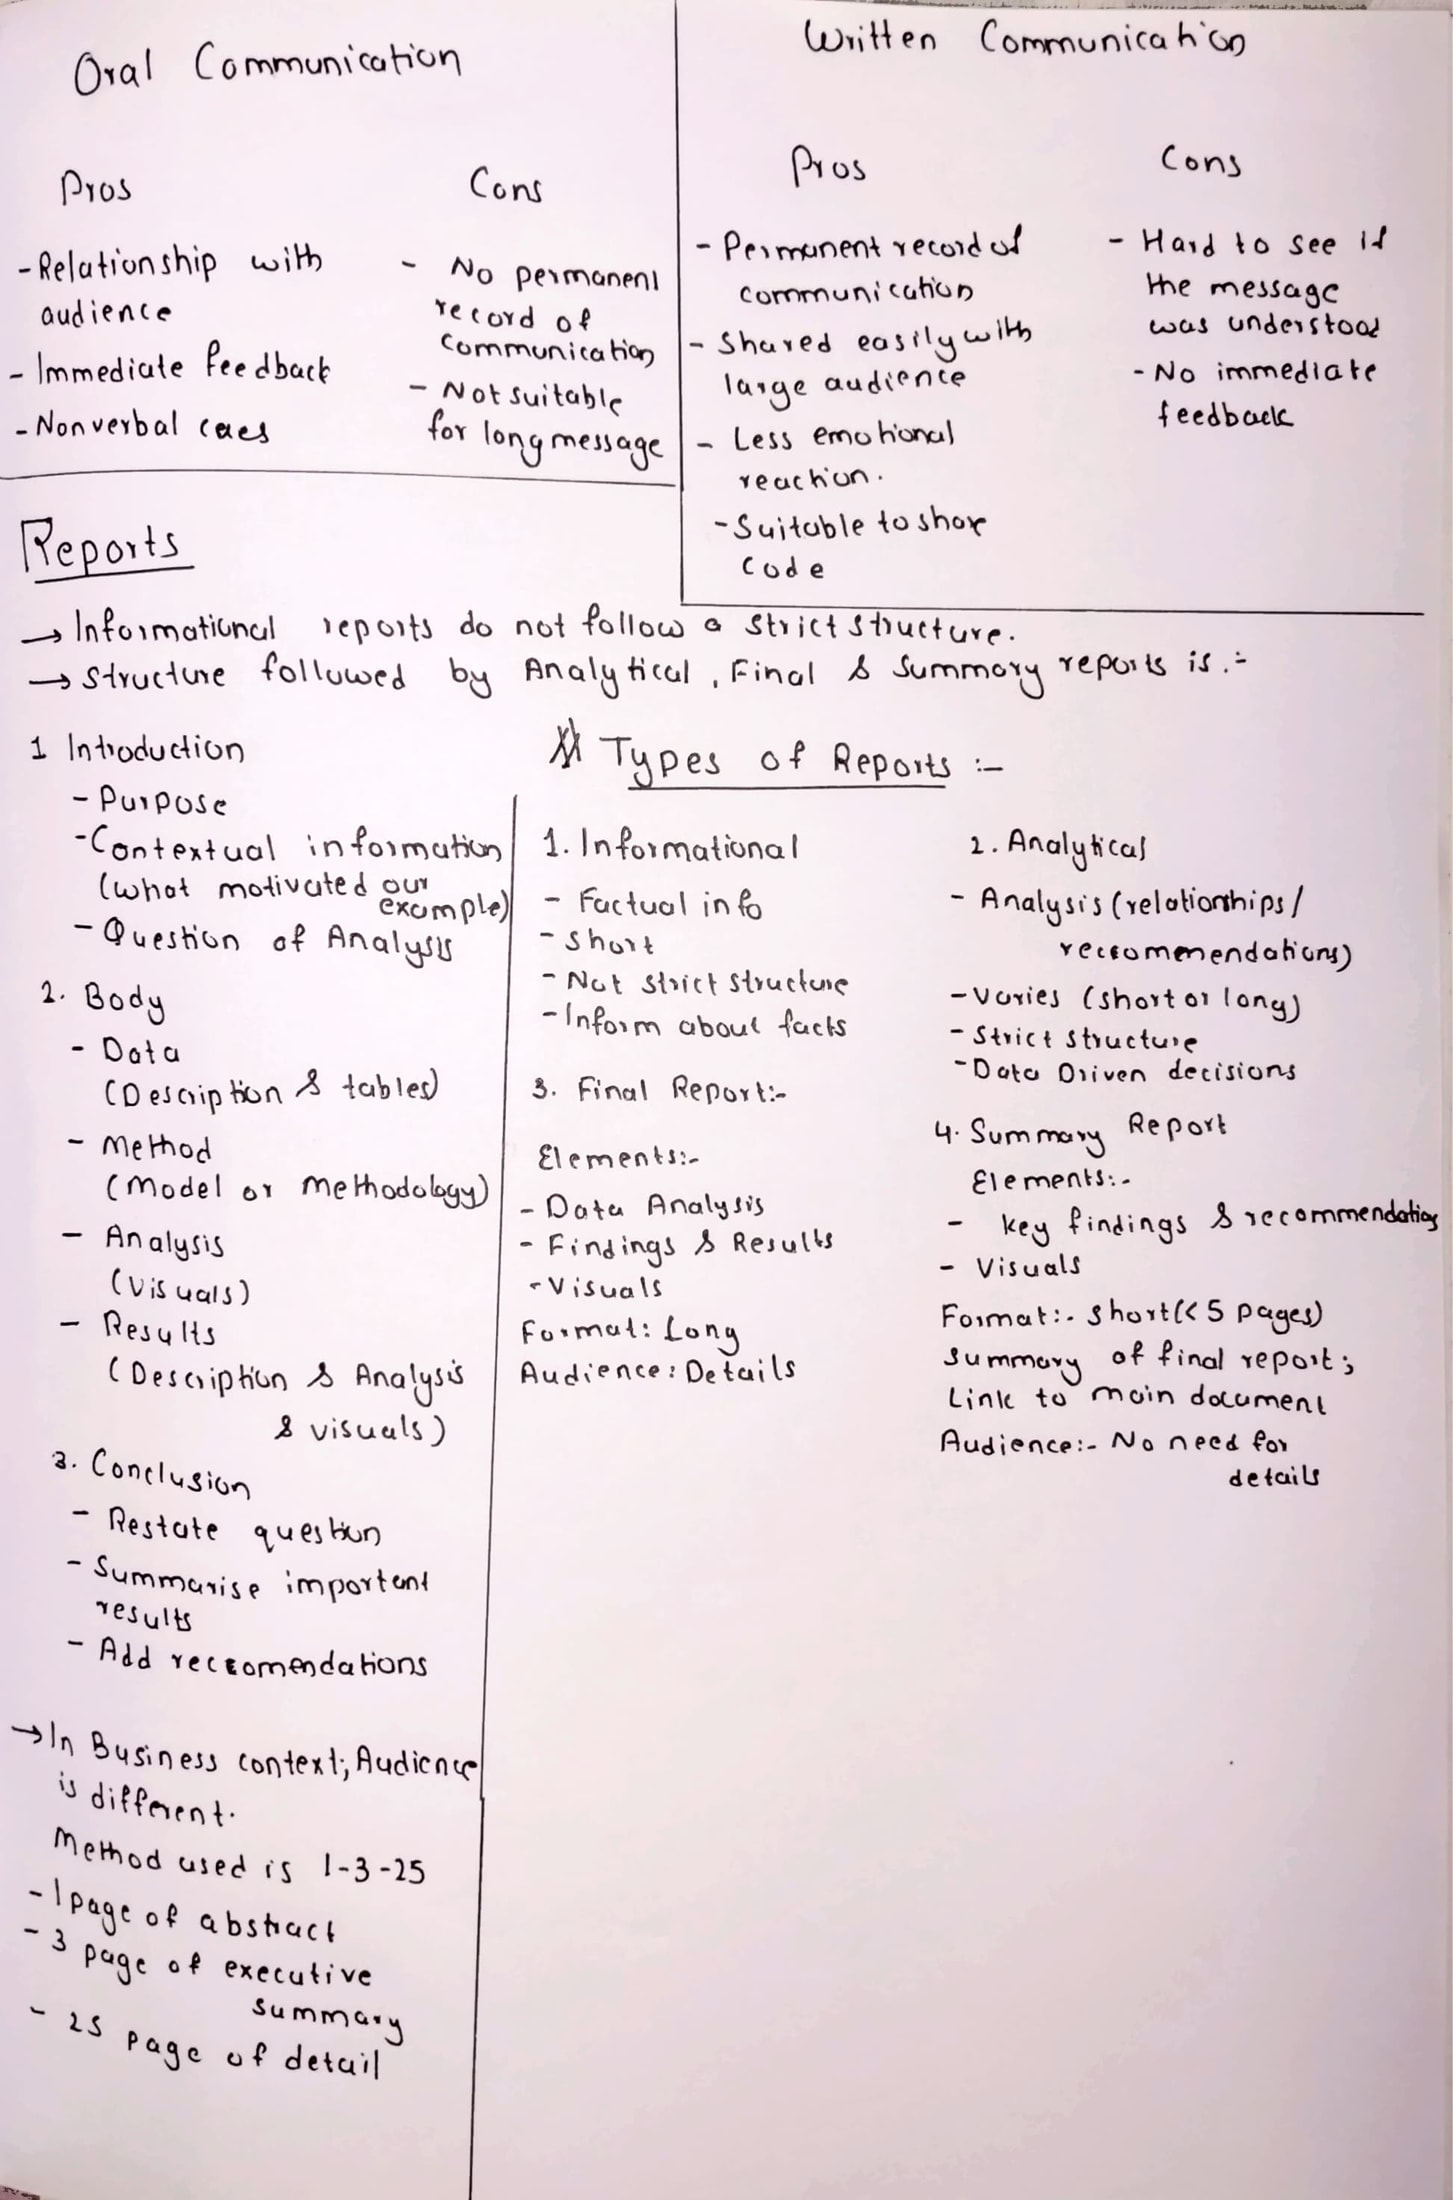 Oral Communication
Pros
- Relationship with
audience
- Immediate feedback
- Nonverbal caes
Cons
- No permanent
record of
communication
- Not suitable
for long message
Written Communication
Pros
- Permanent record of
communication
- Shared easily with
large audience
- Less emotional
reaction.
- Suitable to share
code
Cons
- Hard to see if
the message
was understood
- No immediate
feedback
Reports
→ Informational reports do not follow a strict structure.
→ structure followed by Analytical, Final & Summary reports is :-
1 Introduction
- Purpose
- Contextual information
(what motivated our
example)
- Question of Analysis
2. Body
- Data
(Description & tables)
- Method
(Model or methodology)
- Analysis
(Visuals)
- Results
(Description & Analysis
& visuals)
3. Conclusion
- Restate question
- Summarise important
results
- Add reccomendations
→ In Business context; Audience
is different.
Method used is 1-3-25
- 1 page of abstract
- 3 page of executive
summary
- 25 page of detail
Types of Reports :-
1. Informational
- Factual info
- short
- Not strict structure
- Inform about facts
2. Analytical
- Analysis (relationships/
reccomendations)
- Varies (short or long)
- Strict structure
- Data Driven decisions
3. Final Report:-
Elements:-
- Data Analysis
- Findings & Results
- Visuals
Format: Long
Audience: Details
4. Summary Report
Elements:-
- key findings & recommendations
- Visuals
Format:- short (< 5 pages)
summary of final report;
Link to main document
Audience:- No need for
details